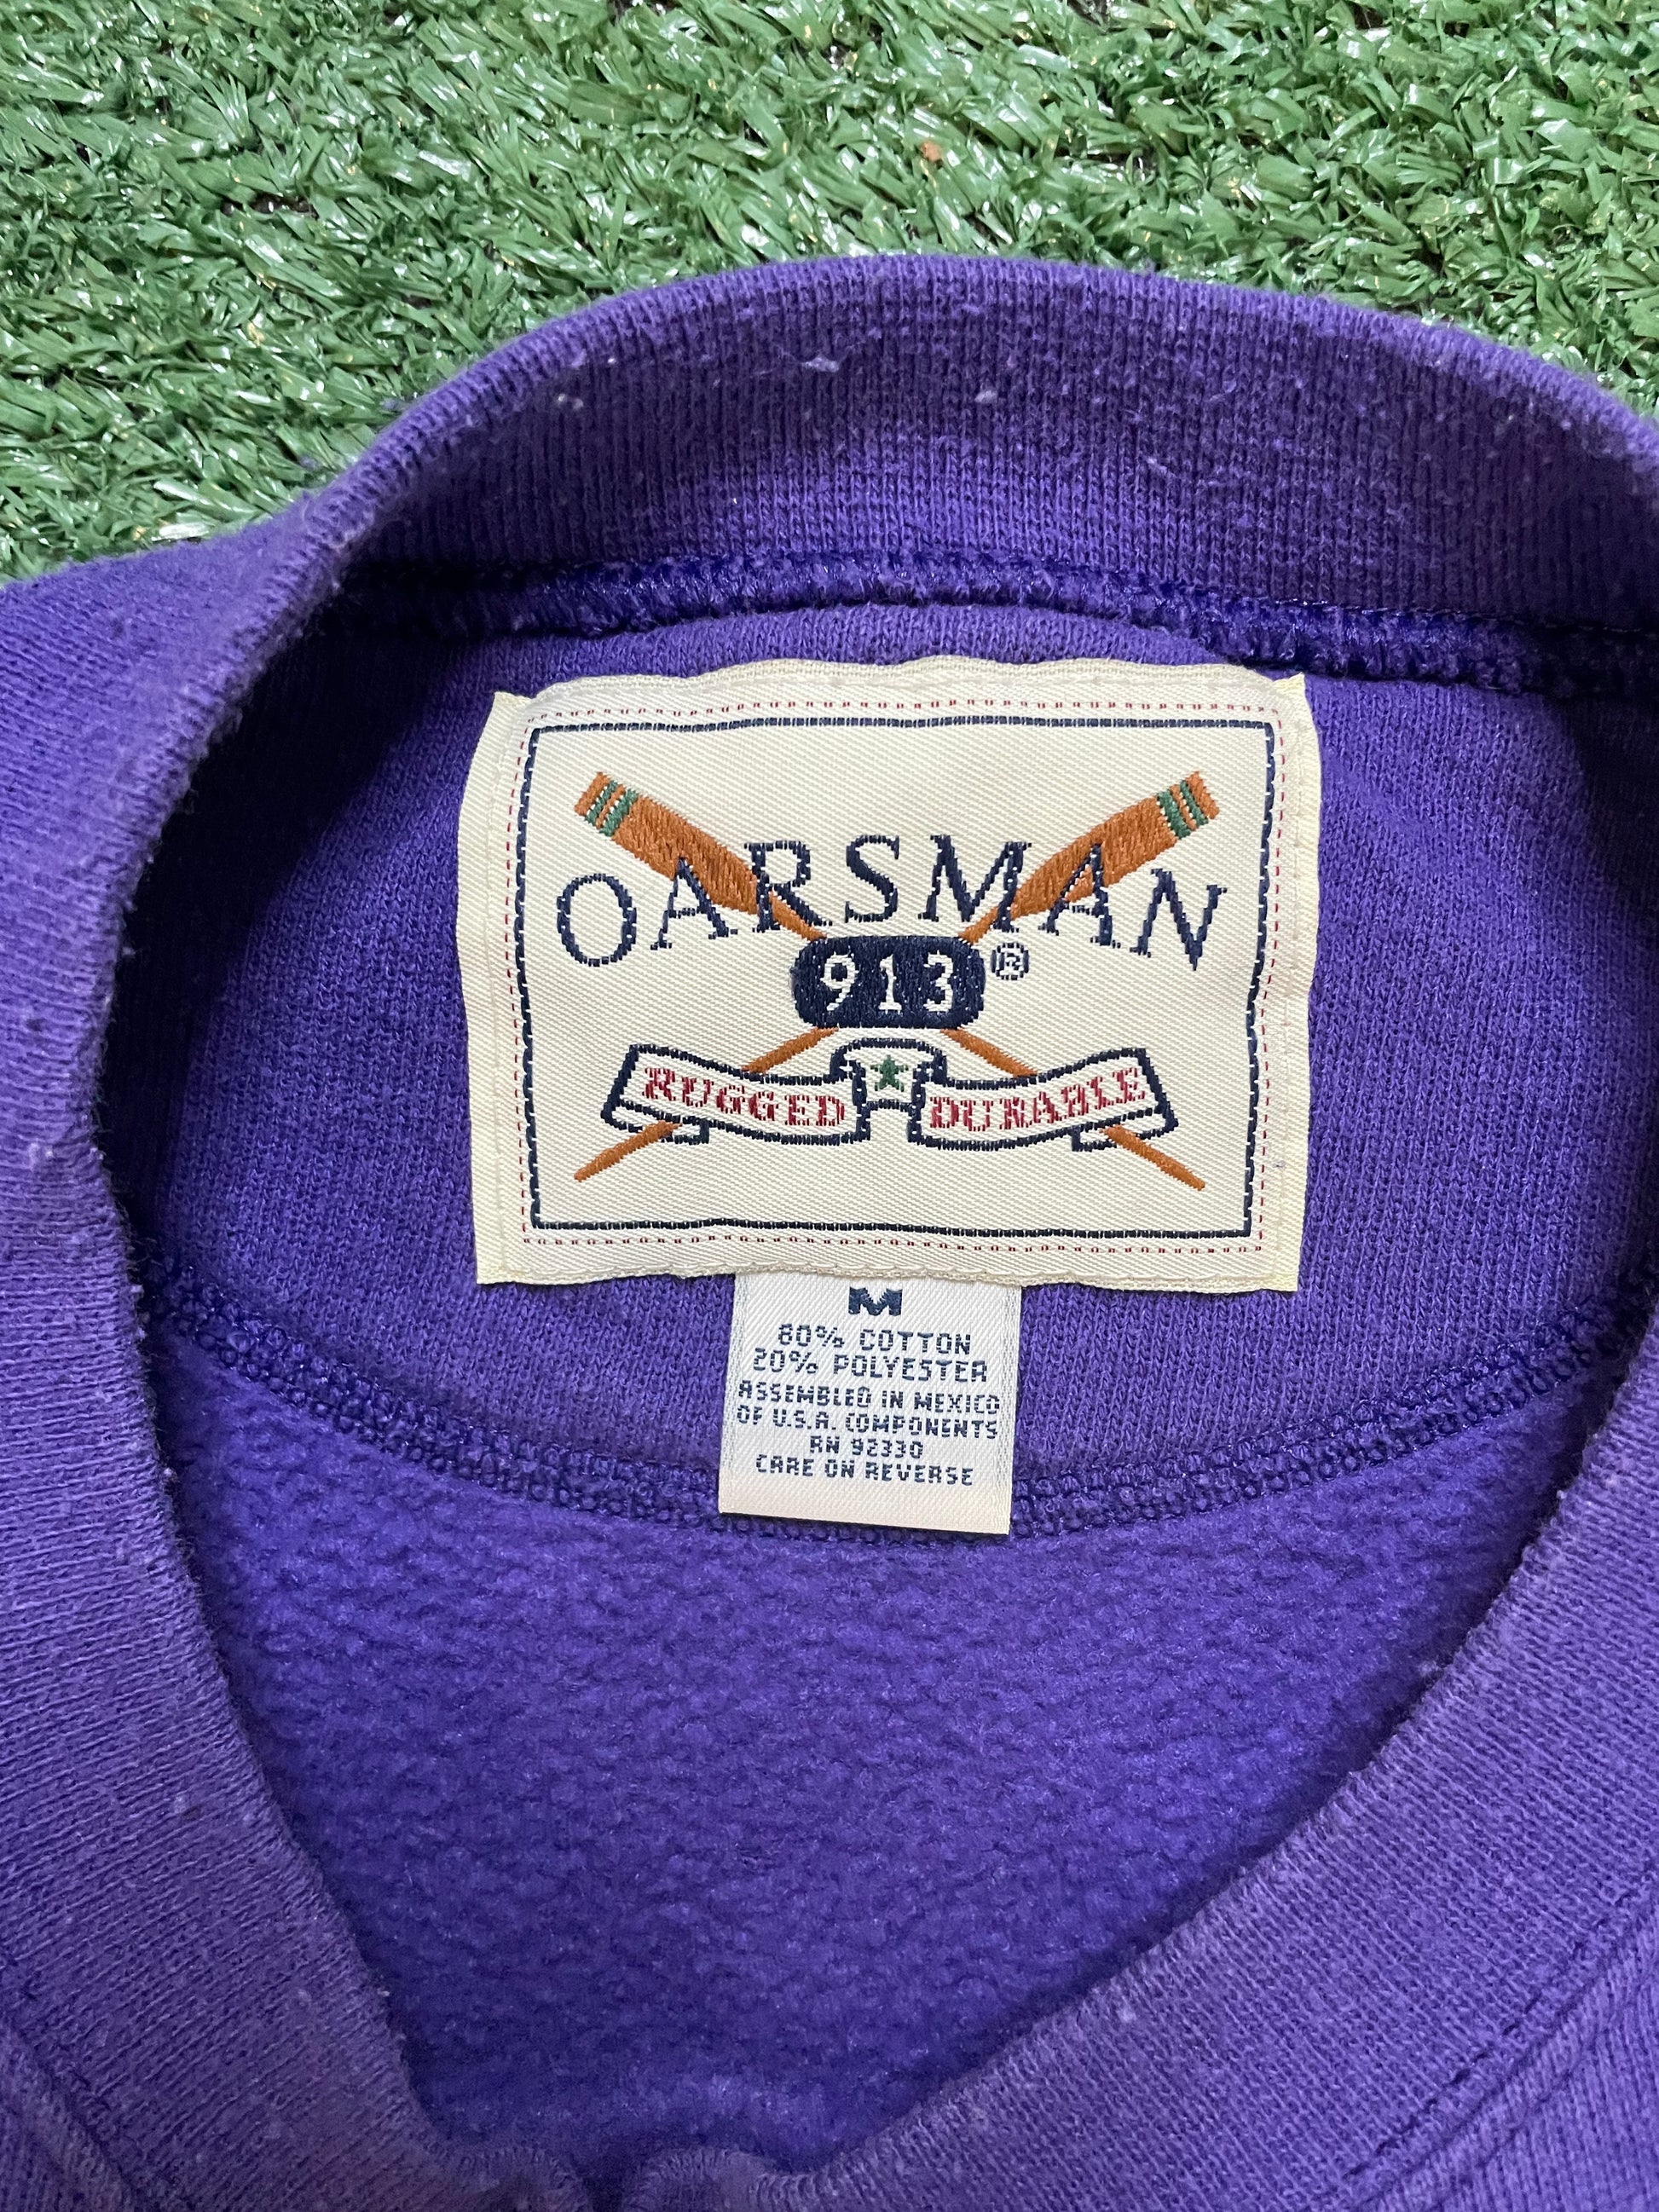 OARSMAN
913®
RUGGED ★ DURABLE
M
80% COTTON
20% POLYESTER
ASSEMBLED IN MEXICO
OF U.S.A. COMPONENTS
RN 92330
CARE ON REVERSE